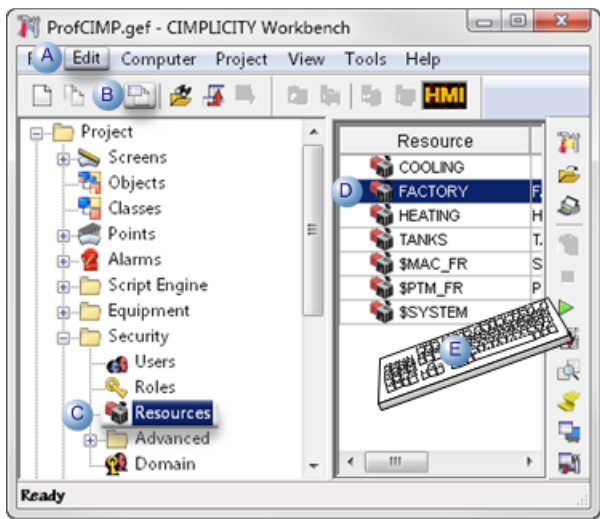 ProfCIMP.gef - CIMPLICITY Workbench
F A Edit Computer Project View Tools Help
B HMI
Project
Screens
Objects
Classes
Points
Alarms
Script Engine
Equipment
Security
Users
Roles
C Resources
Advanced
Domain
Resource
COOLING
D FACTORY F
HEATING H
TANKS T
$MAC_FR S
$PTM_FR P
$SYSTEM
E
Ready